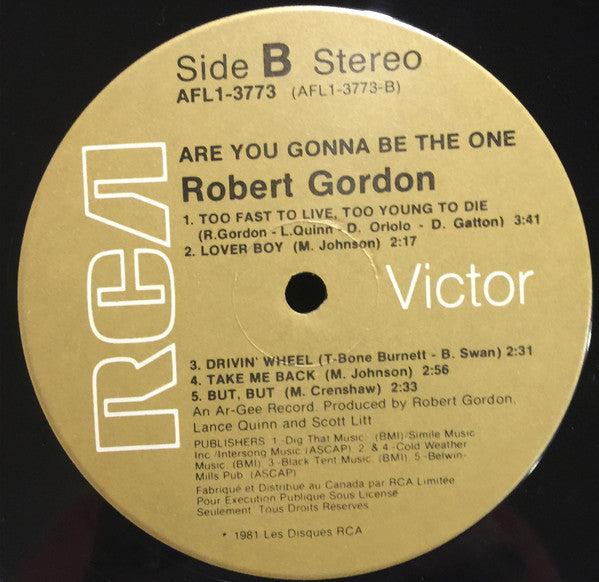 Side B Stereo
AFL1-3773 (AFL1-3773-B)
ARE YOU GONNA BE THE ONE
Robert Gordon
1. TOO FAST TO LIVE, TOO YOUNG TO DIE
(R.Gordon - L.Quinn - D. Oriolo - D. Gatton) 3:41
2. LOVER BOY (M. Johnson) 2:17
RCA
Victor
3. DRIVIN' WHEEL (T-Bone Burnett - B. Swan) 2:31
4. TAKE ME BACK (M. Johnson) 2:56
5. BUT, BUT (M. Crenshaw) 2:33
An Ar-Gee Record. Produced by Robert Gordon,
Lance Quinn and Scott Litt
PUBLISHERS 1 -Dig That Music. (BMI)/Simile Music
Inc /Intersong Music (ASCAP). 2 & 4 -Cold Weather
Music, (BMI). 3 -Black Tent Music. (BMI). 5 -Belwin-
Mills Pub. (ASCAP)
Fabriqué et Distribué au Canada par RCA Limitée
Pour Execution Publique Sous License
Seulement. Tous Droits Réservés
* 1981 Les Disques RCA